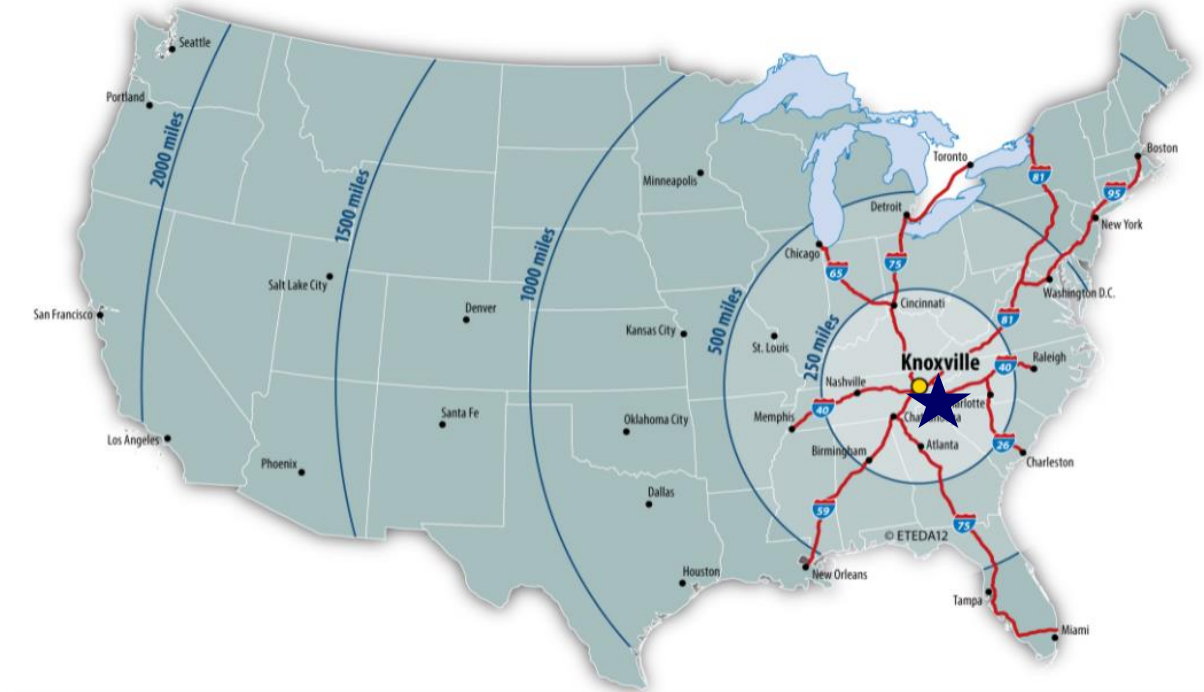 Seattle
Portland
2000 miles
1500 miles
1000 miles
500 miles
250 miles
San Francisco
Salt Lake City
Denver
Los Angeles
Phoenix
Santa Fe
Minneapolis
Kansas City
St. Louis
Oklahoma City
Dallas
Houston
Toronto
Detroit
Chicago
65
75
Cincinnati
81
95
Boston
New York
Washington D.C.
81
Knoxville
40
Raleigh
Nashville
40
Memphis
Birmingham
Atlanta
26
Charleston
59
75
© ETEDA12
New Orleans
Tampa
Miami